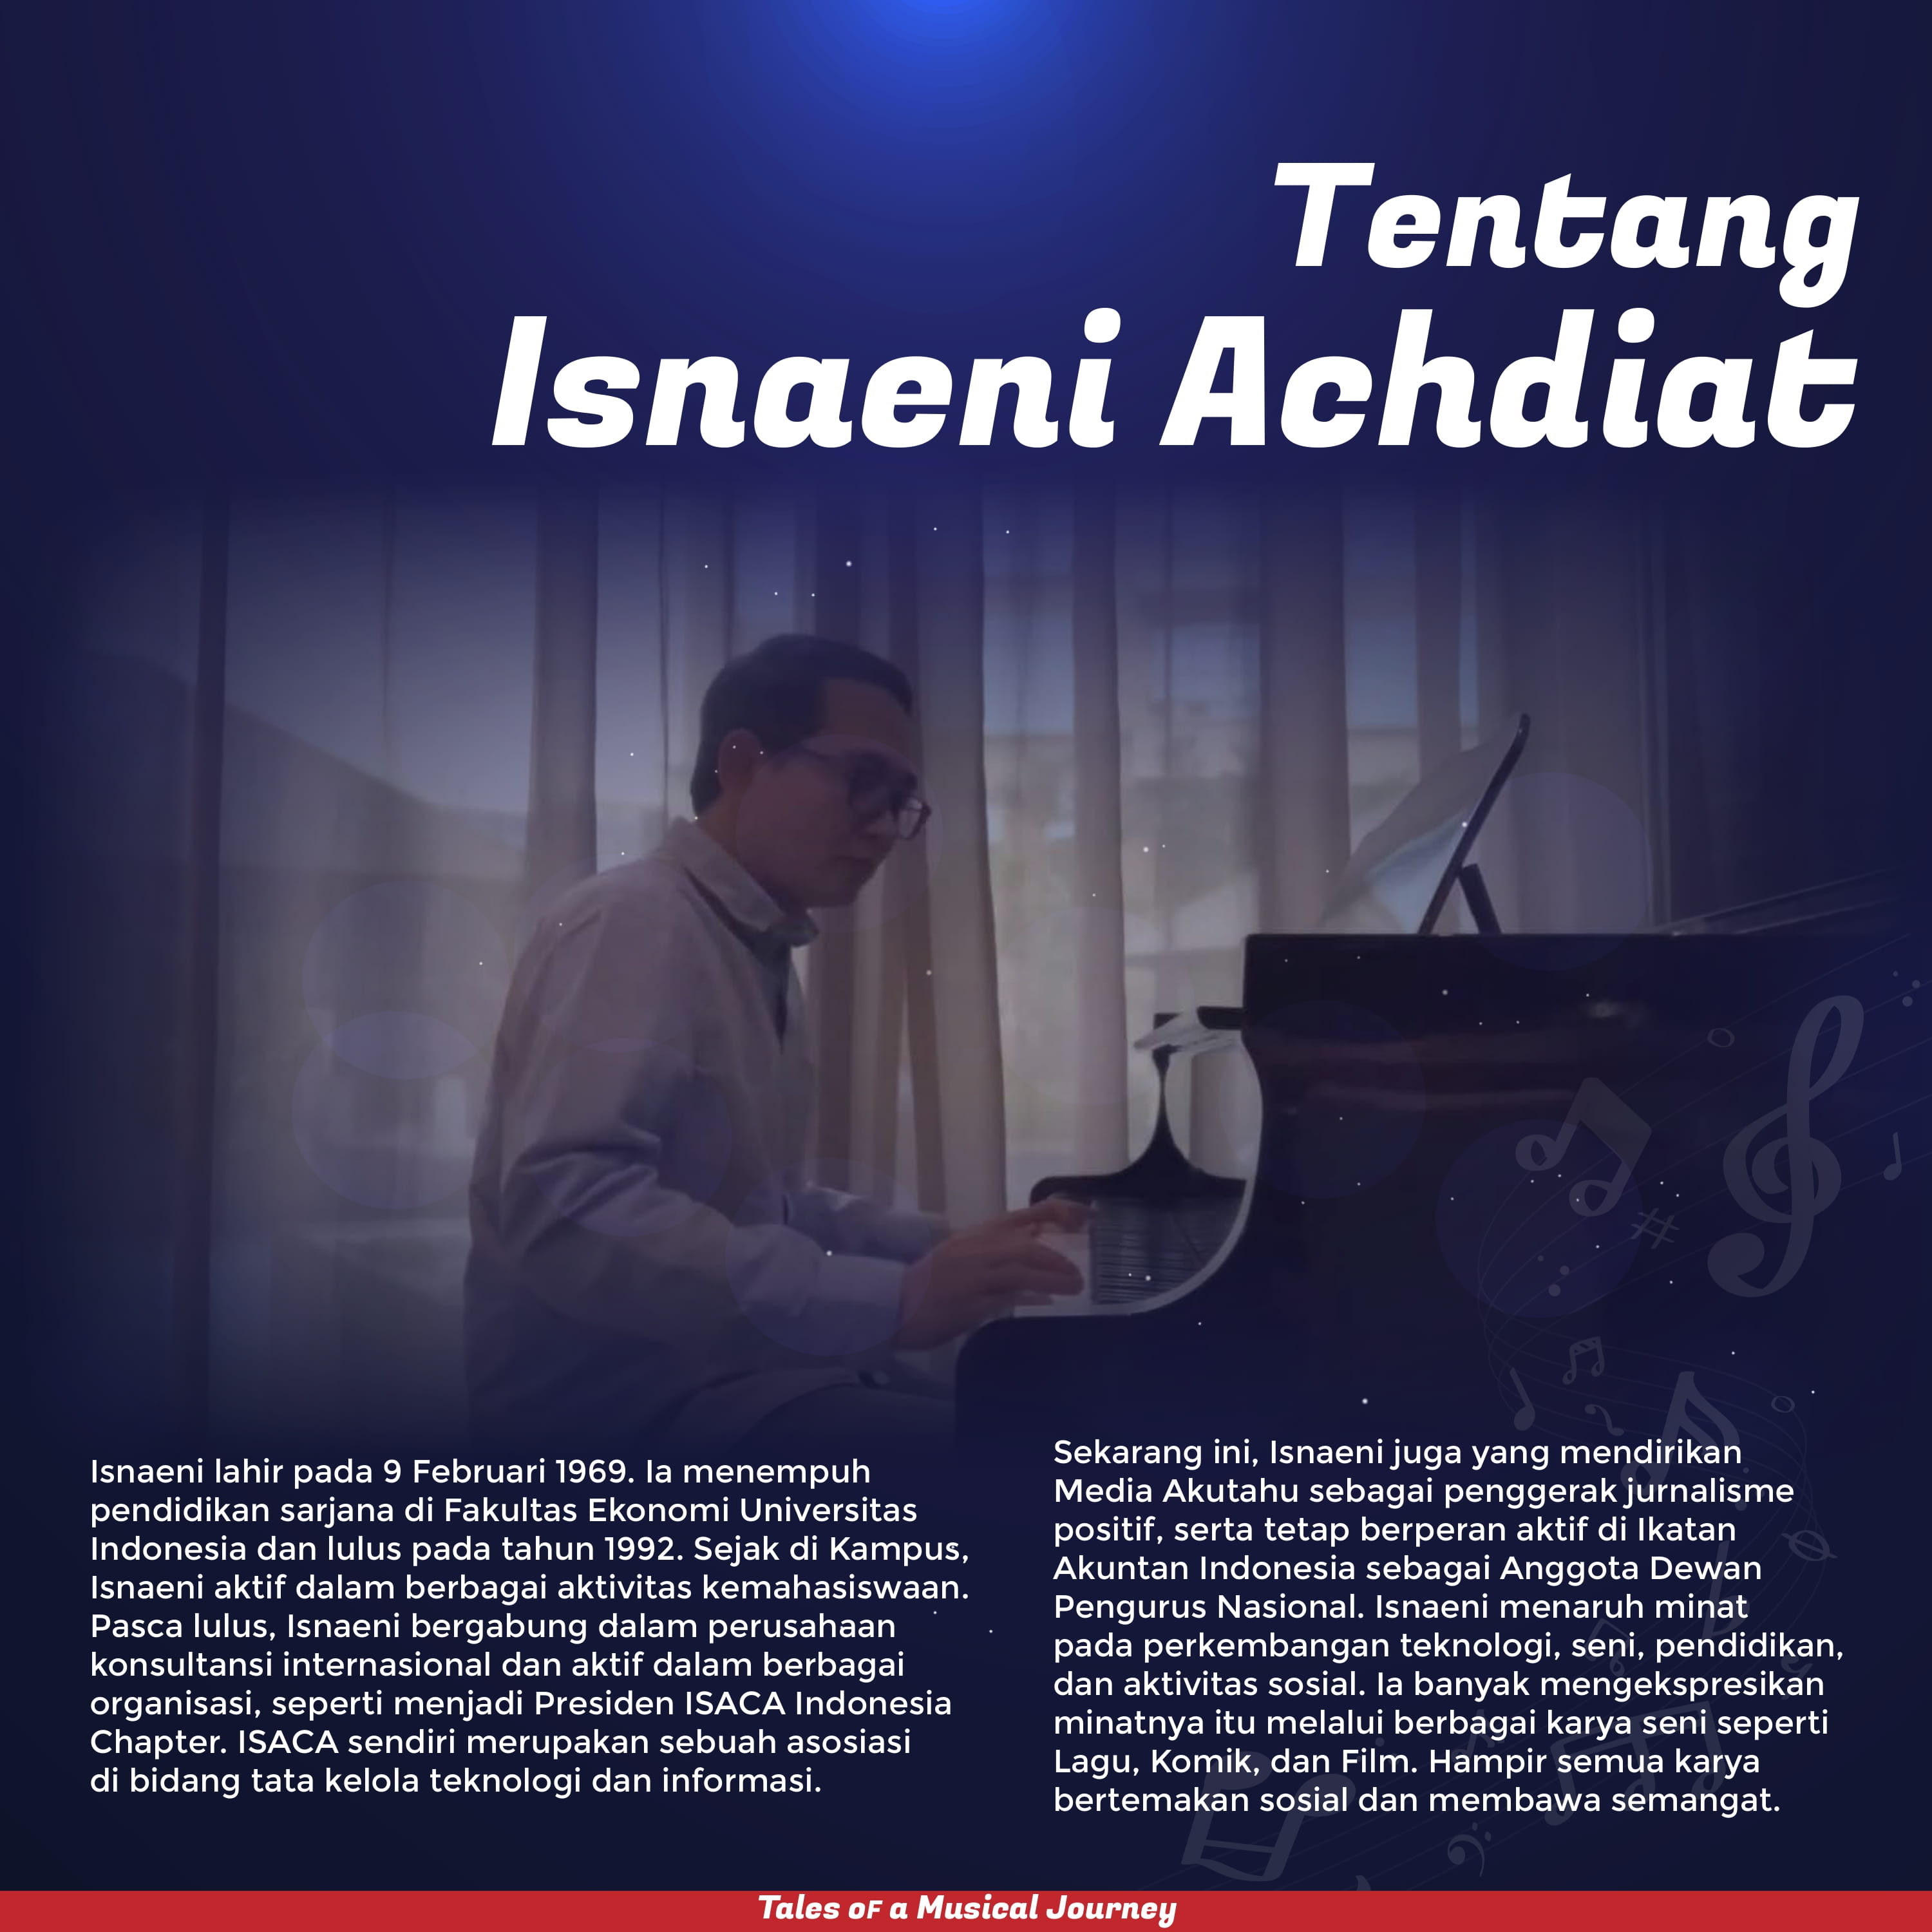 Tentang
Isnaeni Achdiat
Isnaeni lahir pada 9 Februari 1969. Ia menempuh
pendidikan sarjana di Fakultas Ekonomi Universitas
Indonesia dan lulus pada tahun 1992. Sejak di Kampus,
Isnaeni aktif dalam berbagai aktivitas kemahasiswaan.
Pasca lulus, Isnaeni bergabung dalam perusahaan
konsultansi internasional dan aktif dalam berbagai
organisasi, seperti menjadi Presiden ISACA Indonesia
Chapter. ISACA sendiri merupakan sebuah asosiasi
di bidang tata kelola teknologi dan informasi.
Sekarang ini, Isnaeni juga yang mendirikan
Media Akutahu sebagai penggerak jurnalisme
positif, serta tetap berperan aktif di Ikatan
Akuntan Indonesia sebagai Anggota Dewan
Pengurus Nasional. Isnaeni menaruh minat
pada perkembangan teknologi, seni, pendidikan,
dan aktivitas sosial. Ia banyak mengekspresikan
minatnya itu melalui berbagai karya seni seperti
Lagu, Komik, dan Film. Hampir semua karya
bertemakan sosial dan membawa semangat.
Tales oF a Musical Journey